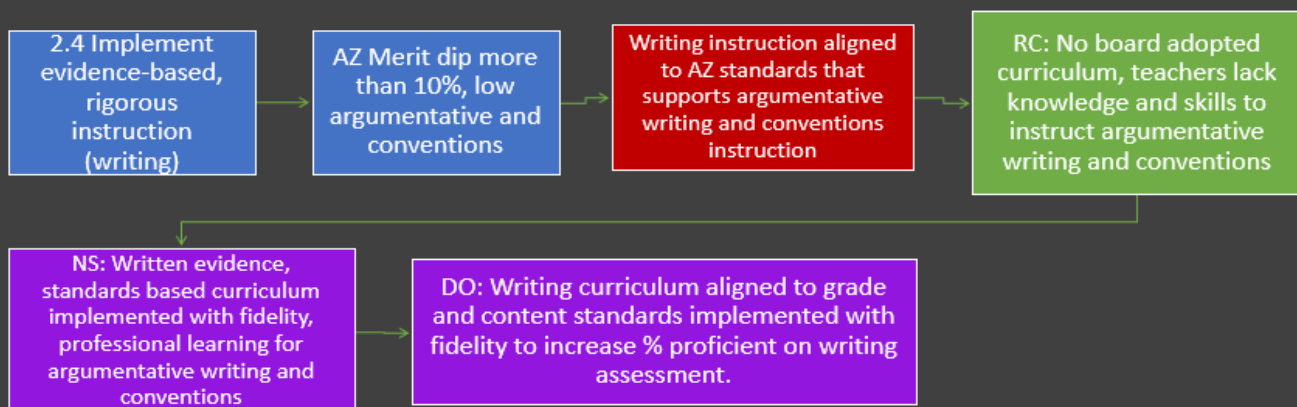 2.4 Implement
evidence-based,
rigorous
instruction
(writing)
AZ Merit dip more
than 10%, low
argumentative and
conventions
Writing instruction aligned
to AZ standards that
supports argumentative
writing and conventions
instruction
RC: No board adopted
curriculum, teachers lack
knowledge and skills to
instruct argumentative
writing and conventions
NS: Written evidence,
standards based curriculum
implemented with fidelity,
professional learning for
argumentative writing and
conventions
DO: Writing curriculum aligned to grade
and content standards implemented with
fidelity to increase % proficient on writing
assessment.